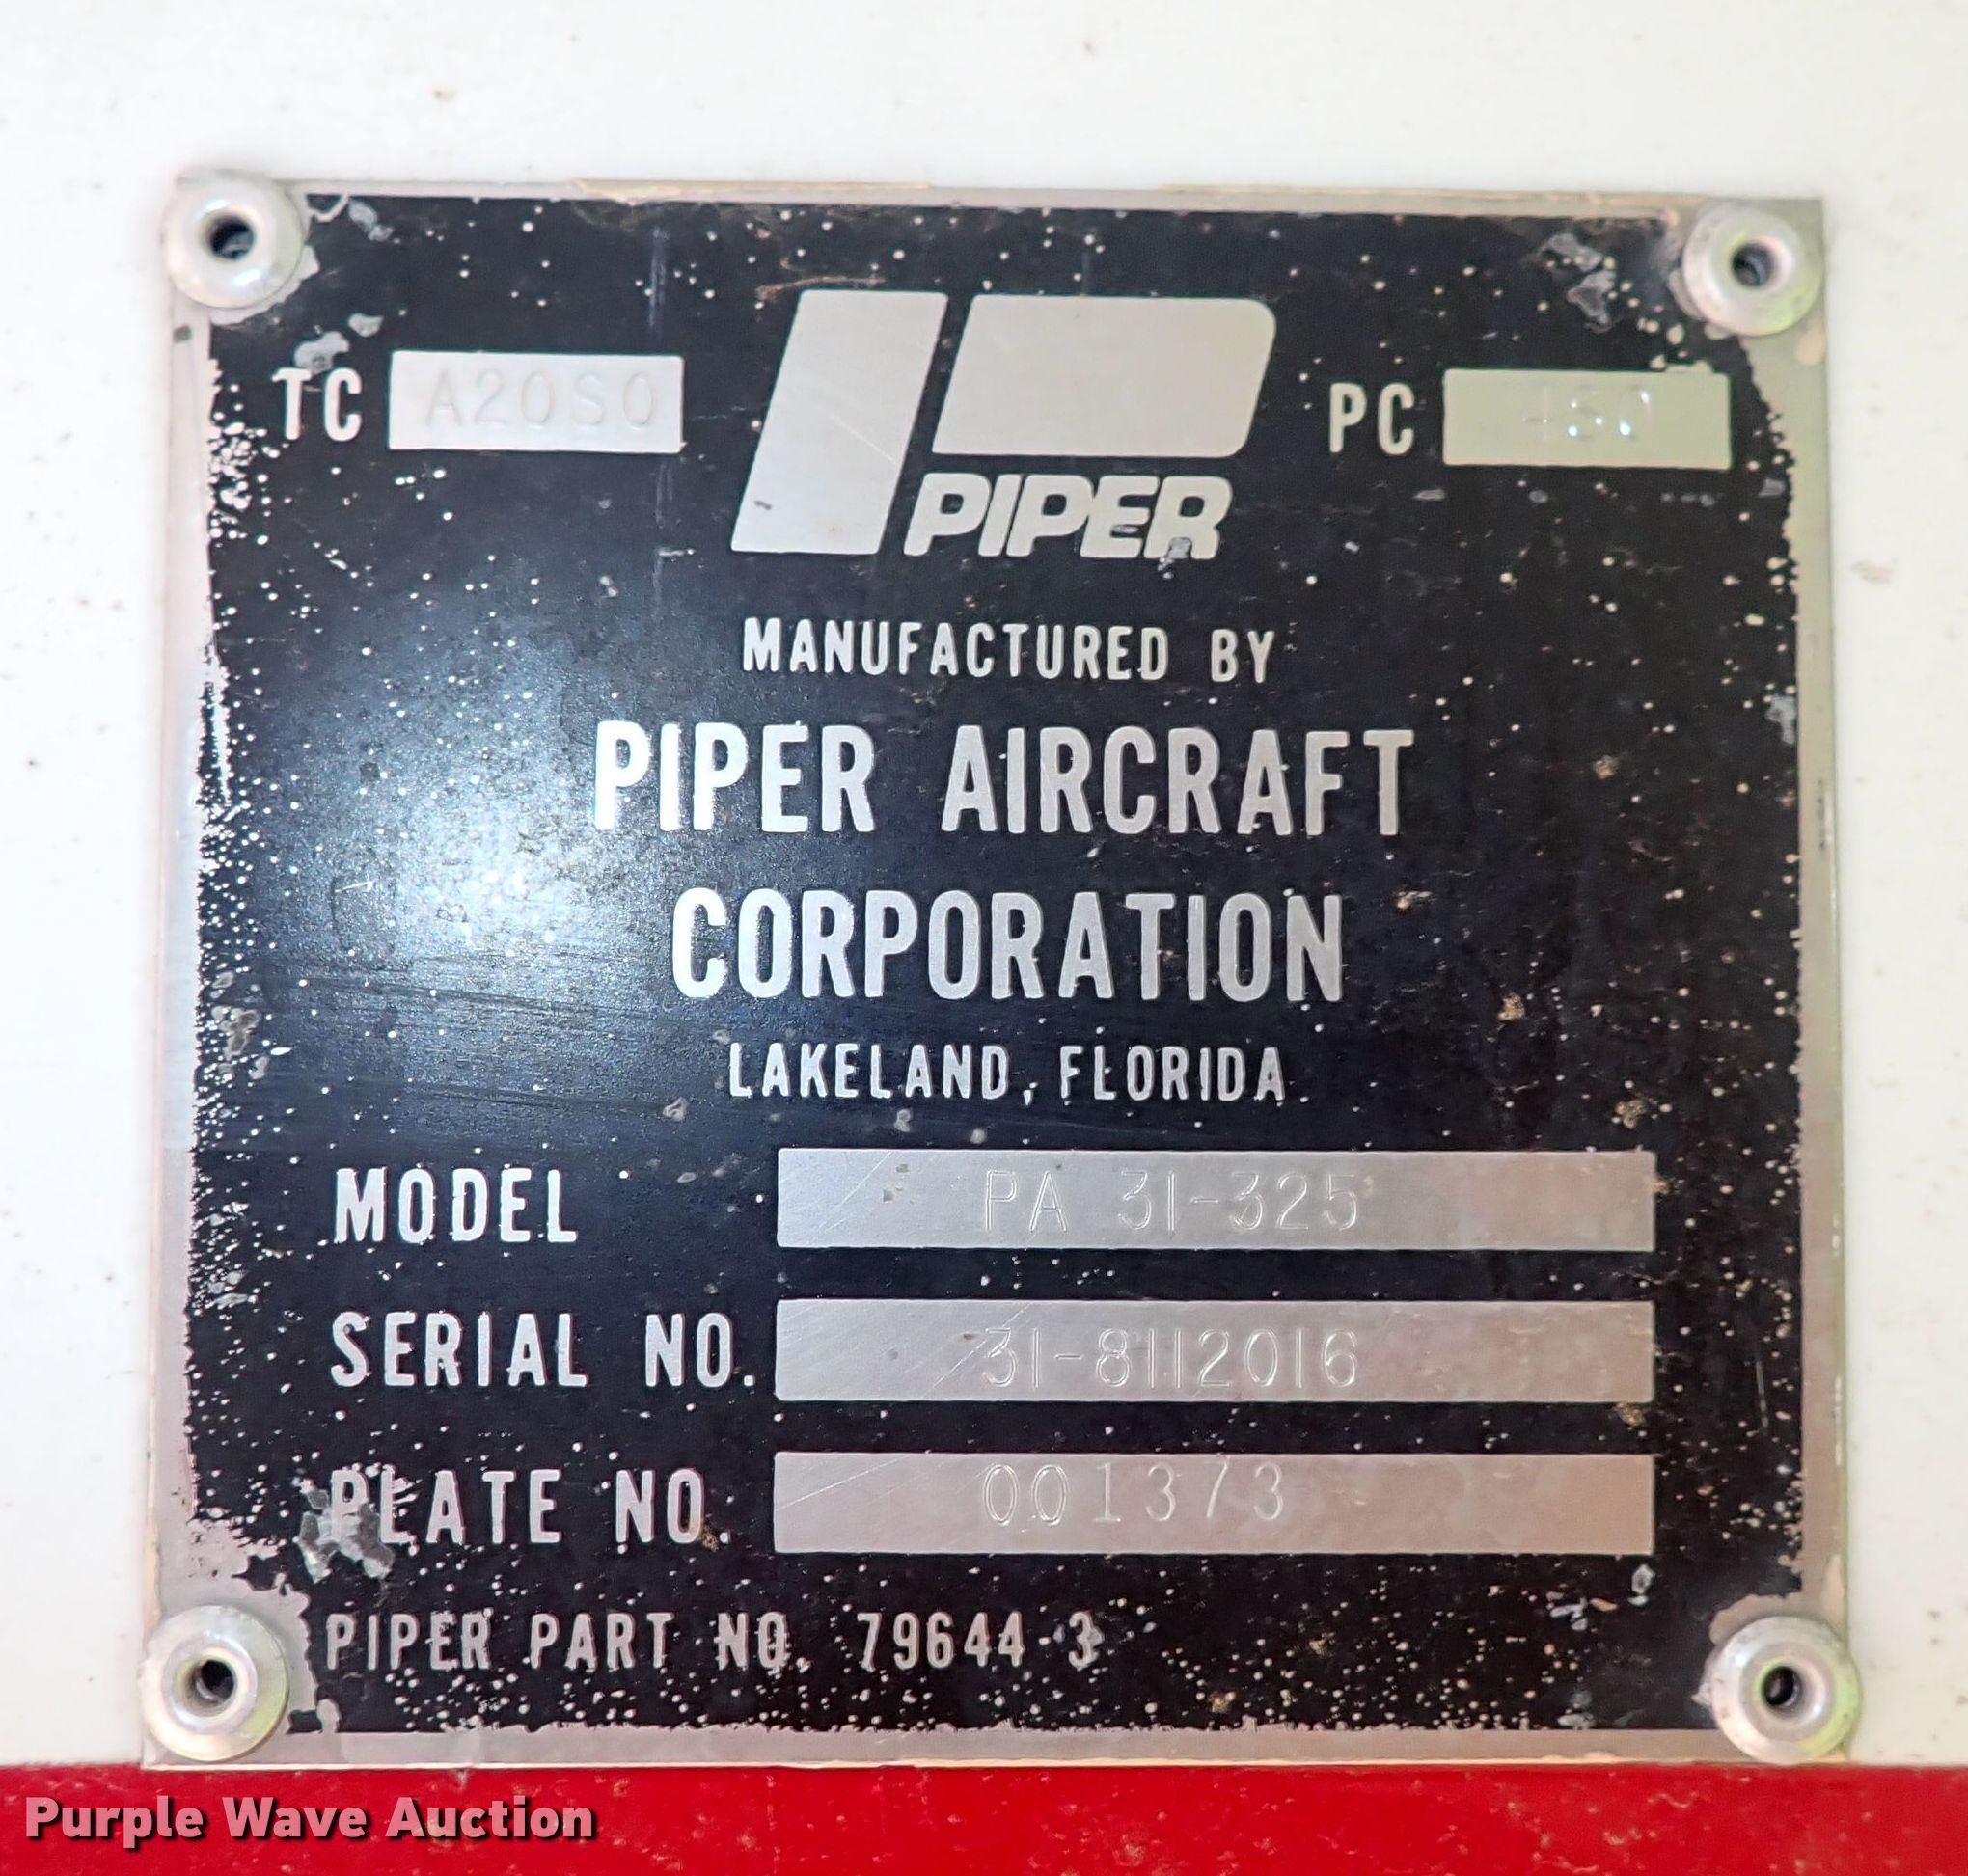 TC A20SO
PIPER
PC 150
MANUFACTURED BY
PIPER AIRCRAFT
CORPORATION
LAKELAND, FLORIDA
MODEL PA 31-325
SERIAL NO. 31-8112016
PLATE NO. 001373
PIPER PART NO. 79644-3
Purple Wave Auction